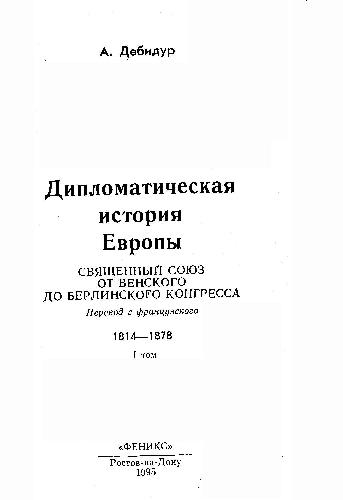 А. Дебидур
Дипломатическая
история
Европы
СВЯЩЕННЫЙ СОЮЗ
ОТ ВЕНСКОГО
ДО БЕРЛИНСКОГО КОНГРЕССА
Перевод с французского
1814—1878
I том
«ФЕНИКС»
Ростов-на-Дону
1995